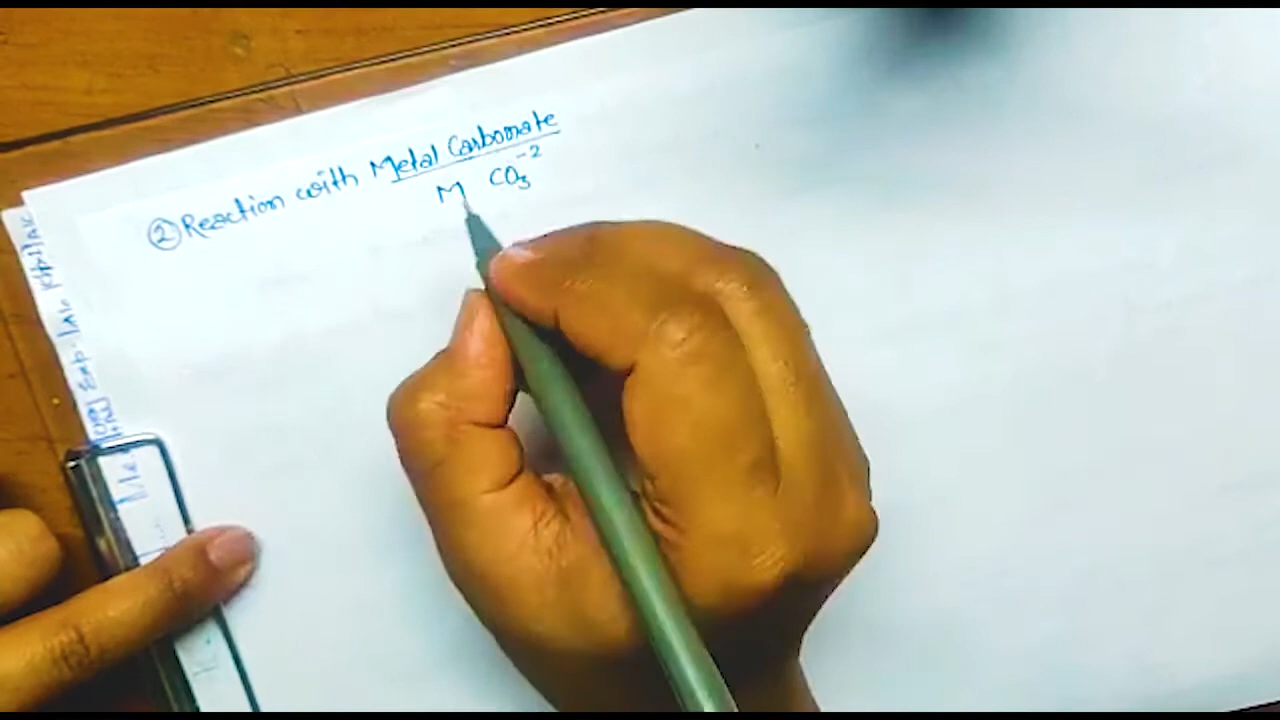 ② Reaction with Metal Carbonate
M CO₃⁻²